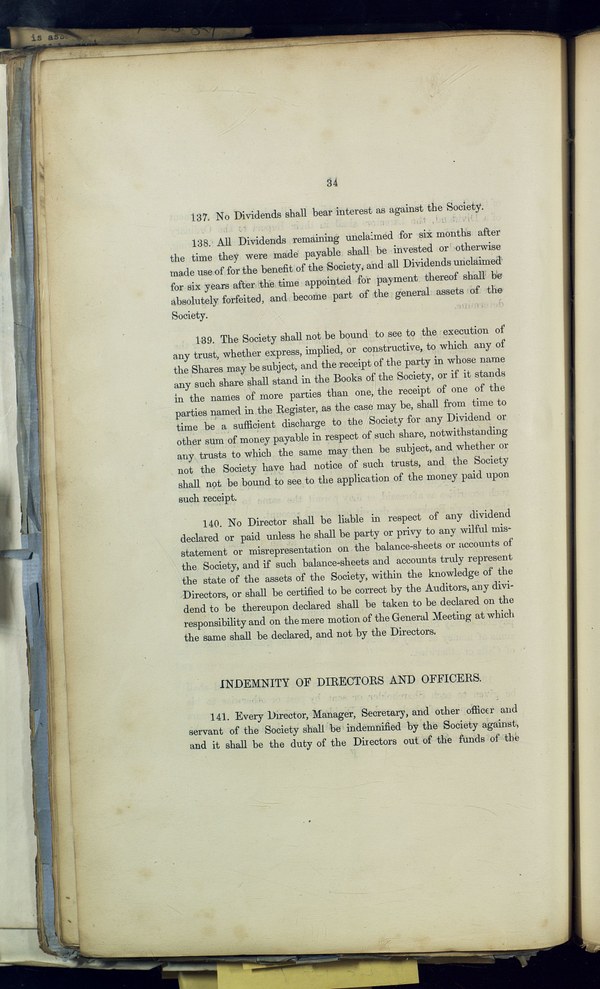 is ass
34
137. No Dividends shall bear interest as against the Society.
138. All Dividends remaining unclaimed for six months after
the time they were made payable shall be invested or otherwise
made use of for the benefit of the Society, and all Dividends unclaimed
for six years after the time appointed for payment thereof shall be
absolutely forfeited, and become part of the general assets of the
Society.
139. The Society shall not be bound to see to the execution of
any trust, whether express, implied, or constructive, to which any of
the Shares may be subject, and the receipt of the party in whose name
any such share shall stand in the Books of the Society, or if it stands
in the names of more parties than one, the receipt of one of the
parties named in the Register, as the case may be, shall from time to
time be a sufficient discharge to the Society for any Dividend or
other sum of money payable in respect of such share, notwithstanding
any trusts to which the same may then be subject, and whether or
not the Society have had notice of such trusts, and the Society
shall not be bound to see to the application of the money paid upon
such receipt.
140. No Director shall be liable in respect of any dividend
declared or paid unless he shall be party or privy to any wilful mis-
statement or misrepresentation on the balance-sheets or accounts of
the Society, and if such balance-sheets and accounts truly represent
the state of the assets of the Society, within the knowledge of the
Directors, or shall be certified to be correct by the Auditors, any divi-
dend to be thereupon declared shall be taken to be declared on the
responsibility and on the mere motion of the General Meeting at which
the same shall be declared, and not by the Directors.
INDEMNITY OF DIRECTORS AND OFFICERS.
141. Every Director, Manager, Secretary, and other officer and
servant of the Society shall be indemnified by the Society against,
and it shall be the duty of the Directors out of the funds of the